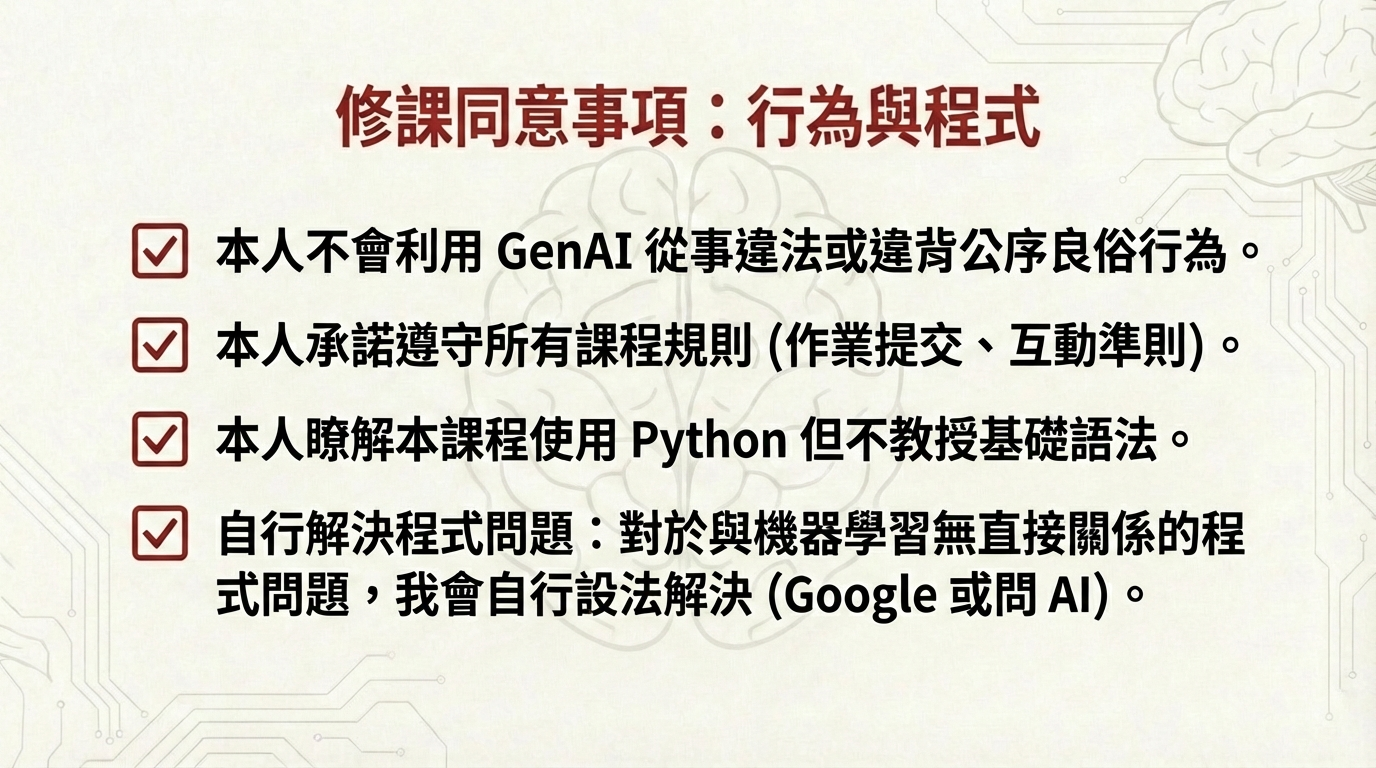 修課同意事項：行為與程式
本人不會利用 GenAI 從事違法或違背公序良俗行為。
本人承諾遵守所有課程規則 (作業提交、互動準則)。
本人瞭解本課程使用 Python 但不教授基礎語法。
自行解決程式問題：對於與機器學習無直接關係的程
式問題，我會自行設法解決 (Google 或問 AI)。